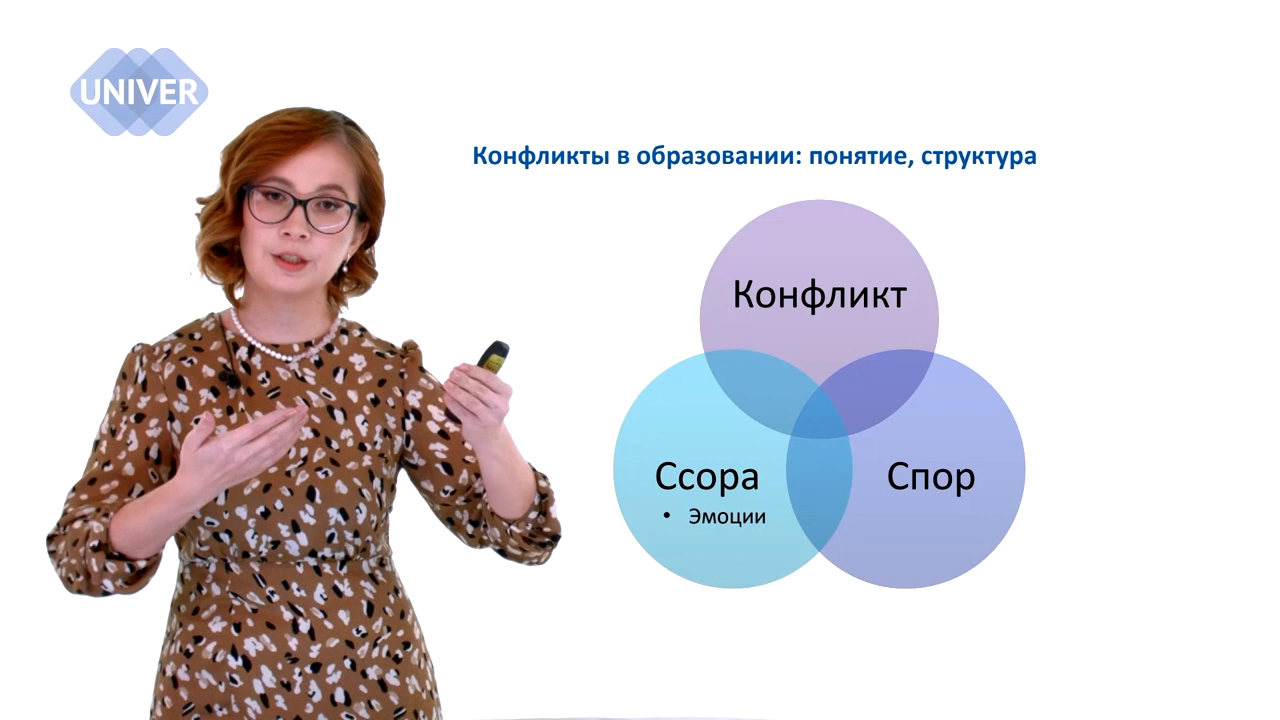 UNIVER
Конфликты в образовании: понятие, структура
Конфликт
Ссора
• Эмоции
Спор